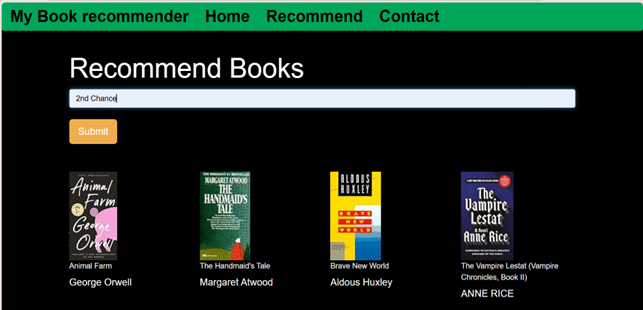 My Book recommender Home Recommend Contact
Recommend Books
2nd Chance
Submit
Animal
Farm
George
Orwell
MARGARET ATWOOD
THE
HANDMAID'S
TALE
ALDOUS
HUXLEY
BRAVE
NEW
WORLD
The
Vampire
Lestat
A Novel
Anne Rice
Animal Farm
George Orwell
The Handmaid's Tale
Margaret Atwood
Brave New World
Aldous Huxley
The Vampire Lestat (Vampire
Chronicles, Book II)
ANNE RICE